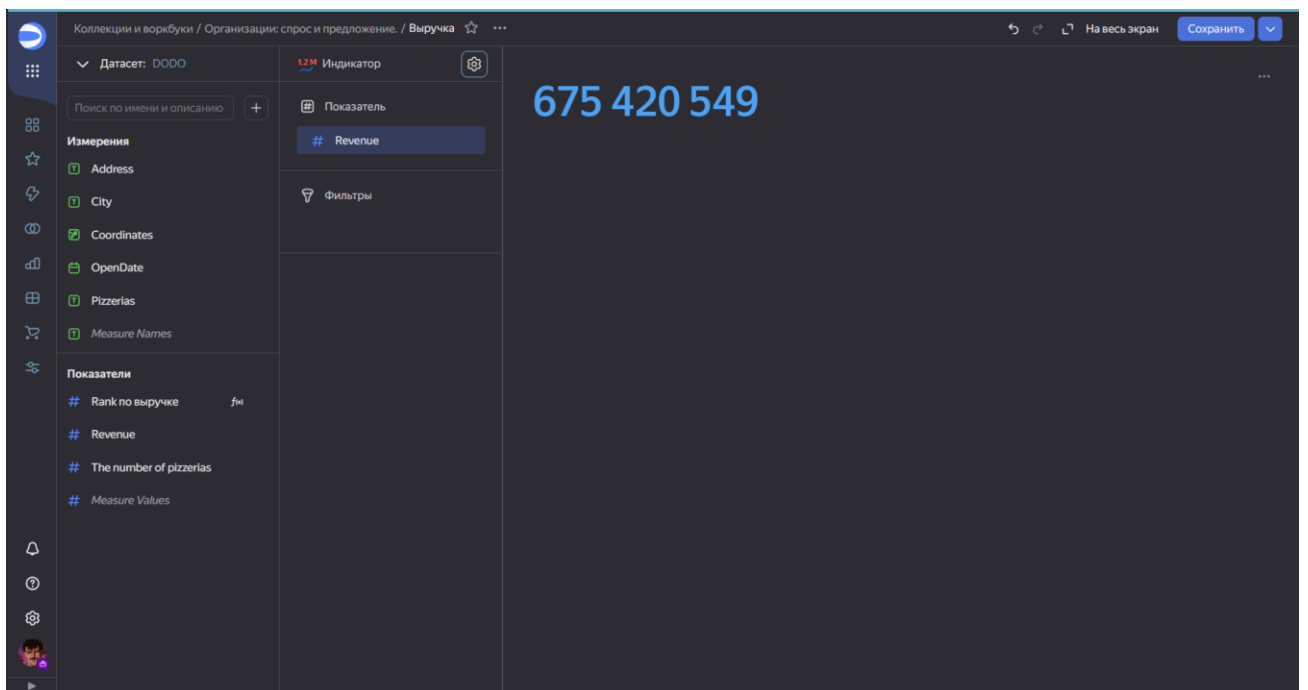 Коллекции и воркбуки / Организации: спрос и предложение. / Выручка
На весь экран
Сохранить
Датасет: DODO
Поиск по имени и описанию
Измерения
Address
City
Coordinates
OpenDate
Pizzerias
Measure Names
Показатели
Rank по выручке
Revenue
The number of pizzerias
Measure Values
1.2M Индикатор
Показатель
Revenue
Фильтры
675 420 549